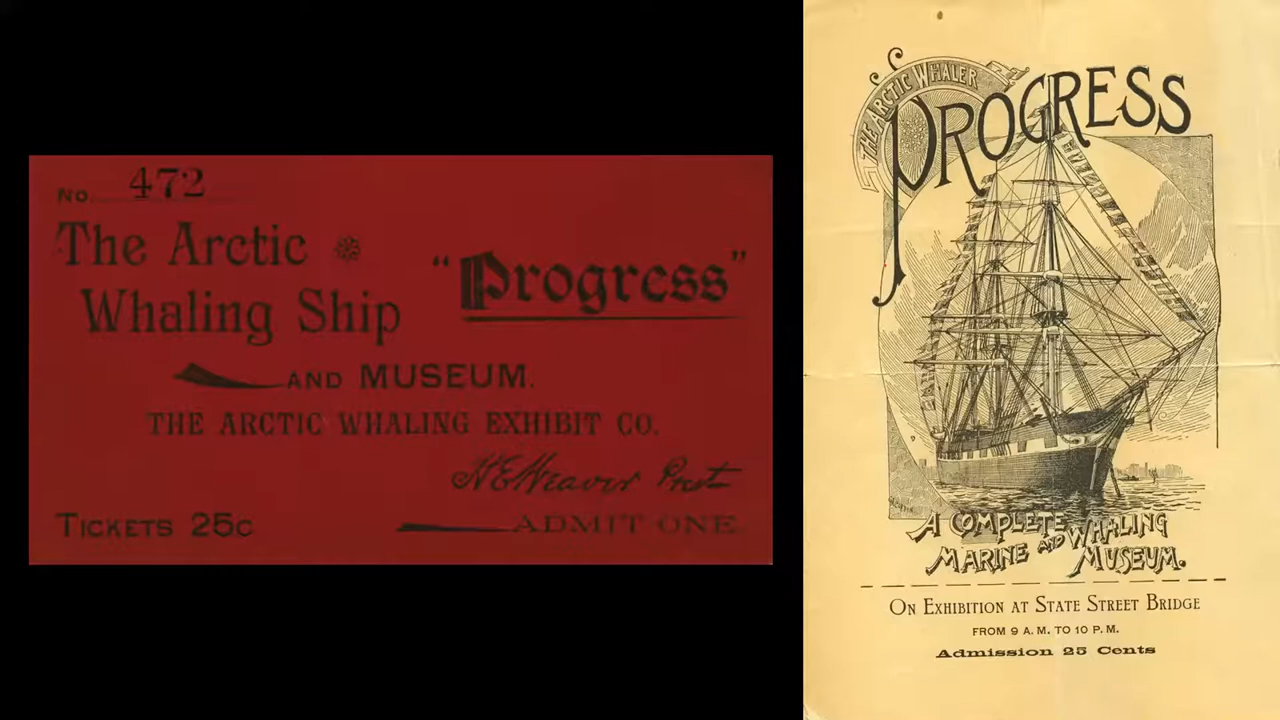 No. 472
The Arctic
Whaling Ship
"Progress"
AND MUSEUM.
THE ARCTIC WHALING EXHIBIT CO.
H.E. Weaver Prest
TICKETS 25c
ADMIT ONE.
THE ARCTIC WHALER
PROGRESS
A COMPLETE
MARINE AND WHALING
MUSEUM.
ON EXHIBITION AT STATE STREET BRIDGE
FROM 9 A.M. TO 10 P.M.
Admission 25 Cents